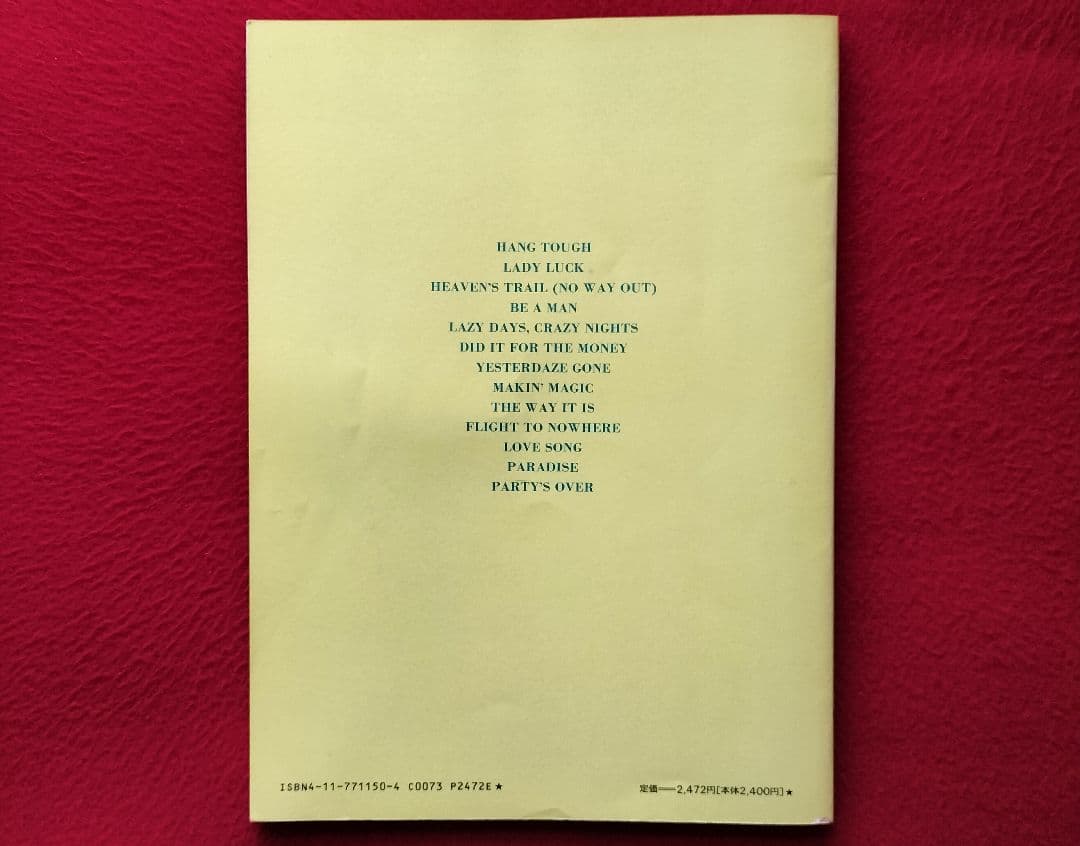 HANG TOUGH
LADY LUCK
HEAVEN'S TRAIL (NO WAY OUT)
BE A MAN
LAZY DAYS, CRAZY NIGHTS
DID IT FOR THE MONEY
YESTERDAZE GONE
MAKIN' MAGIC
THE WAY IT IS
FLIGHT TO NOWHERE
LOVE SONG
PARADISE
PARTY'S OVER
ISBN4-11-771150-4 C0073 P2472E★
定価──2,472円[本体2,400円]★